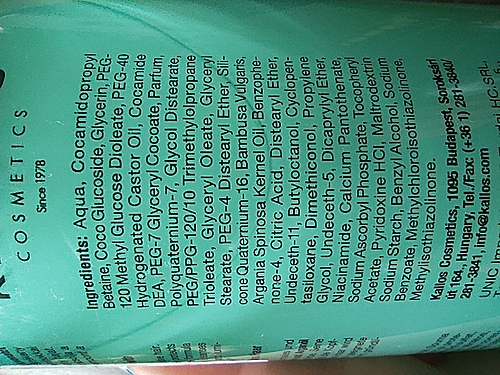 COSMETICS
Since 1978
Ingredients: Aqua, Cocamidopropyl
Betaine, Coco Glucoside, Glycerin, PEG-
120 Methyl Glucose Dioleate, PEG-40
Hydrogenated Castor Oil, Cocamide
DEA, PEG-7 Glyceryl Cocoate, Parfum,
Polyquaternium-7, Glycol Distearate,
PEG/PPG-120/10 Trimethylolpropane
Trioleate, Glyceryl Oleate, Glyceryl
Stearate, PEG-4 Distearyl Ether, Sili-
cone Quaternium-16, Bambusa Vulgaris,
Argania Spinosa Kernel Oil, Benzophe-
none-4, Citric Acid, Distearyl Ether,
Undeceth-11, Butyloctanol, Cyclopen-
tasiloxane, Dimethiconol, Propylene
Glycol, Undeceth-5, Dicaprylyl Ether,
Niacinamide, Calcium Pantothenate,
Sodium Ascorbyl Phosphate, Tocopheryl
Acetate, Pyridoxine HCl, Maltrodextrin
Sodium Starch, Benzyl Alcohol, Sodium
Benzoate, Methylchloroisothiazolinone,
Methylisothiazolinone.
Kallos Cosmetics, 1095 Budapest, Soroksári
út 164, Hungary, Tel./Fax: (+36 1) 281-3840/
281-3841, info@kallos.com